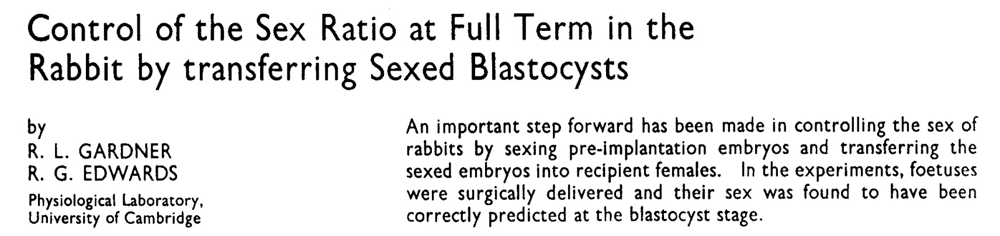 Control of the Sex Ratio at Full Term in the
Rabbit by transferring Sexed Blastocysts
by
R. L. GARDNER
R. G. EDWARDS
Physiological Laboratory,
University of Cambridge
An important step forward has been made in controlling the sex of
rabbits by sexing pre-implantation embryos and transferring the
sexed embryos into recipient females. In the experiments, foetuses
were surgically delivered and their sex was found to have been
correctly predicted at the blastocyst stage.